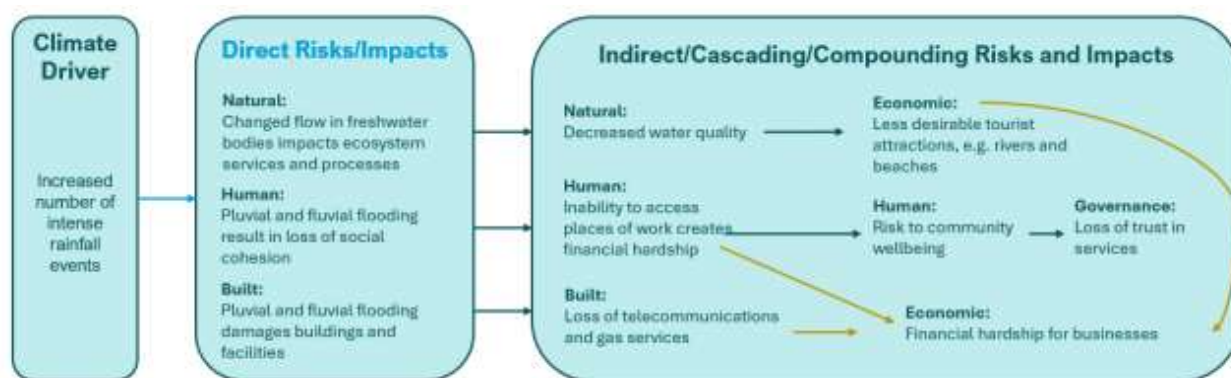 Climate
Driver
Increased
number of
intense
rainfall
events
Direct Risks/Impacts
Natural:
Changed flow in freshwater
bodies impacts ecosystem
services and processes
Human:
Pluvial and fluvial flooding
result in loss of social
cohesion
Built:
Pluvial and fluvial flooding
damages buildings and
facilities
Indirect/Cascading/Compounding Risks and Impacts
Natural:
Decreased water quality
Economic:
Less desirable tourist
attractions, e.g. rivers and
beaches
Human:
Inability to access
places of work creates
financial hardship
Human:
Risk to community
wellbeing
Governance:
Loss of trust in
services
Built:
Loss of telecommunications
and gas services
Economic:
Financial hardship for businesses